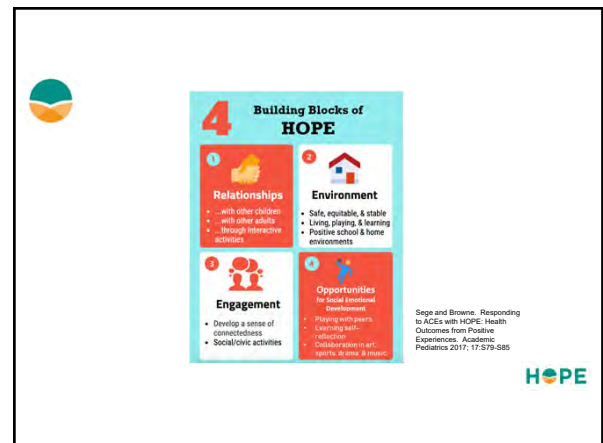 4
Building Blocks of
HOPE
1
Relationships
• ...with other children
• ...with other adults
• ...through interactive
activities
2
Environment
• Safe, equitable, & stable
• Living, playing, & learning
• Positive school & home
environments
3
Engagement
• Develop a sense of
connectedness
• Social/civic activities
4
Opportunities
for Social Emotional
Development
• Playing with peers
• Learning self-
reflection
• Collaboration in art,
sports, drama & music
Sege and Browne. Responding
to ACEs with HOPE: Health
Outcomes from Positive
Experiences. Academic
Pediatrics 2017; 17:S79-S85
HOPE